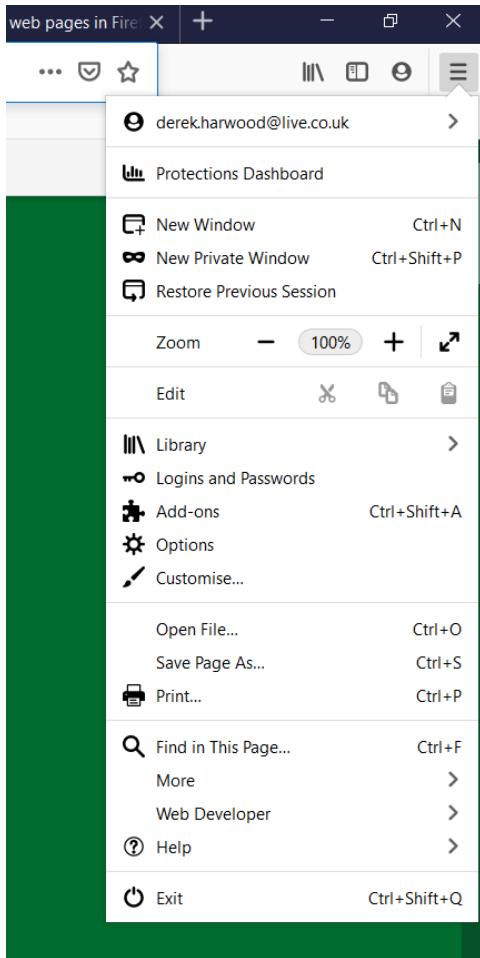 web pages in Firef
derek.harwood@live.co.uk
Protections Dashboard
New Window Ctrl+N
New Private Window Ctrl+Shift+P
Restore Previous Session
Zoom 100%
Edit
Library
Logins and Passwords
Add-ons Ctrl+Shift+A
Options
Customise...
Open File... Ctrl+O
Save Page As... Ctrl+S
Print... Ctrl+P
Find in This Page... Ctrl+F
More
Web Developer
Help
Exit Ctrl+Shift+Q